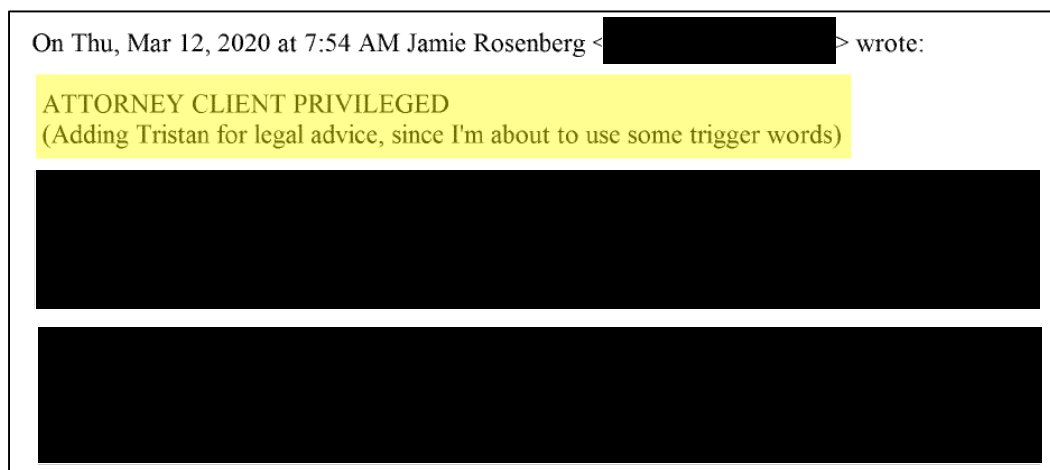 On Thu, Mar 12, 2020 at 7:54 AM Jamie Rosenberg < > wrote:
ATTORNEY CLIENT PRIVILEGED
(Adding Tristan for legal advice, since I'm about to use some trigger words)